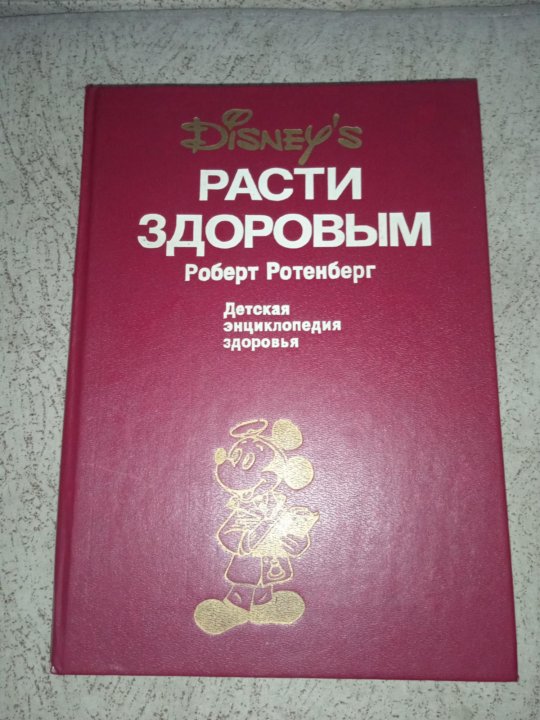 Disney's
РАСТИ
ЗДОРОВЫМ
Роберт Ротенберг
Детская
энциклопедия
здоровья